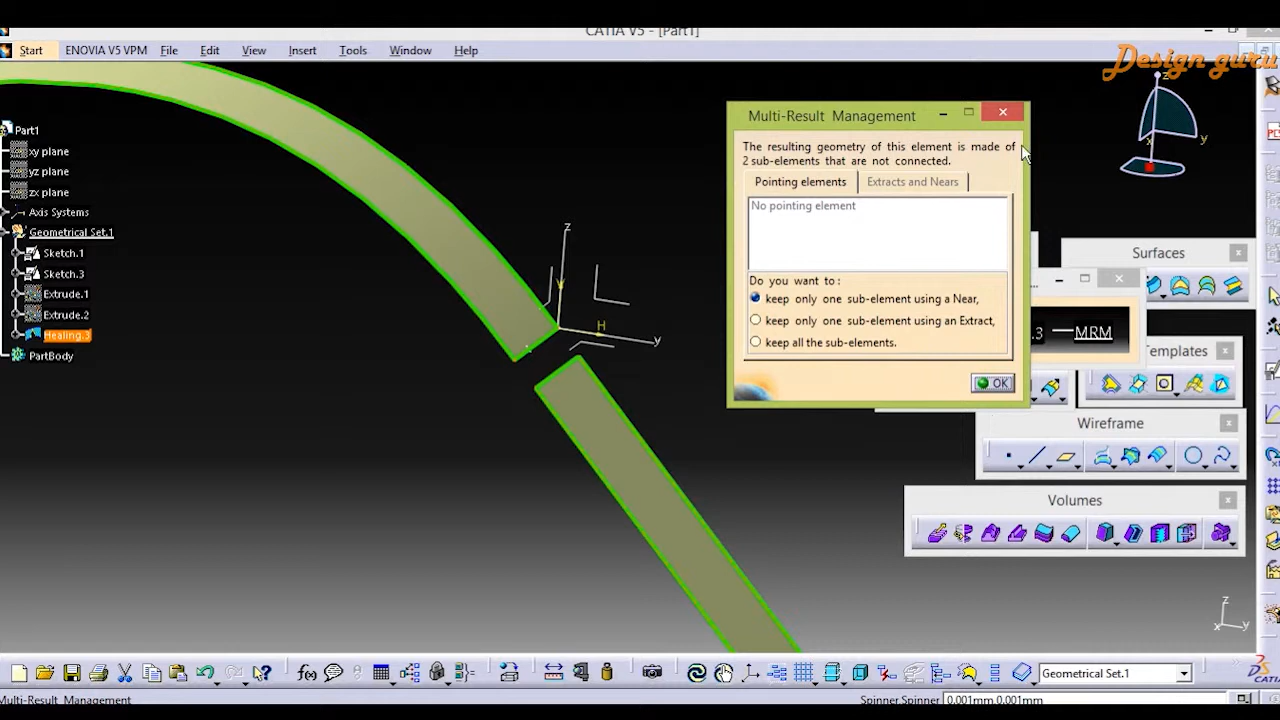 CATIA V5 - [Part1]
Start ENOVIA V5 VPM File Edit View Insert Tools Window Help
Design guru
Part1
xy plane
yz plane
zx plane
Axis Systems
Geometrical Set.1
Sketch.1
Sketch.3
Extrude.1
Extrude.2
Healing.3
PartBody
z
y
x
z
H
y
Multi-Result Management
The resulting geometry of this element is made of
2 sub-elements that are not connected.
Pointing elements Extracts and Nears
No pointing element
Do you want to :
keep only one sub-element using a Near,
keep only one sub-element using an Extract,
keep all the sub-elements.
OK
Surfaces
.3 MRM
Templates
Wireframe
Volumes
z
x y
f(x)
Geometrical Set.1
CATIA
Multi-Result Management
Spinner.Spinner 0.001mm 0.001mm